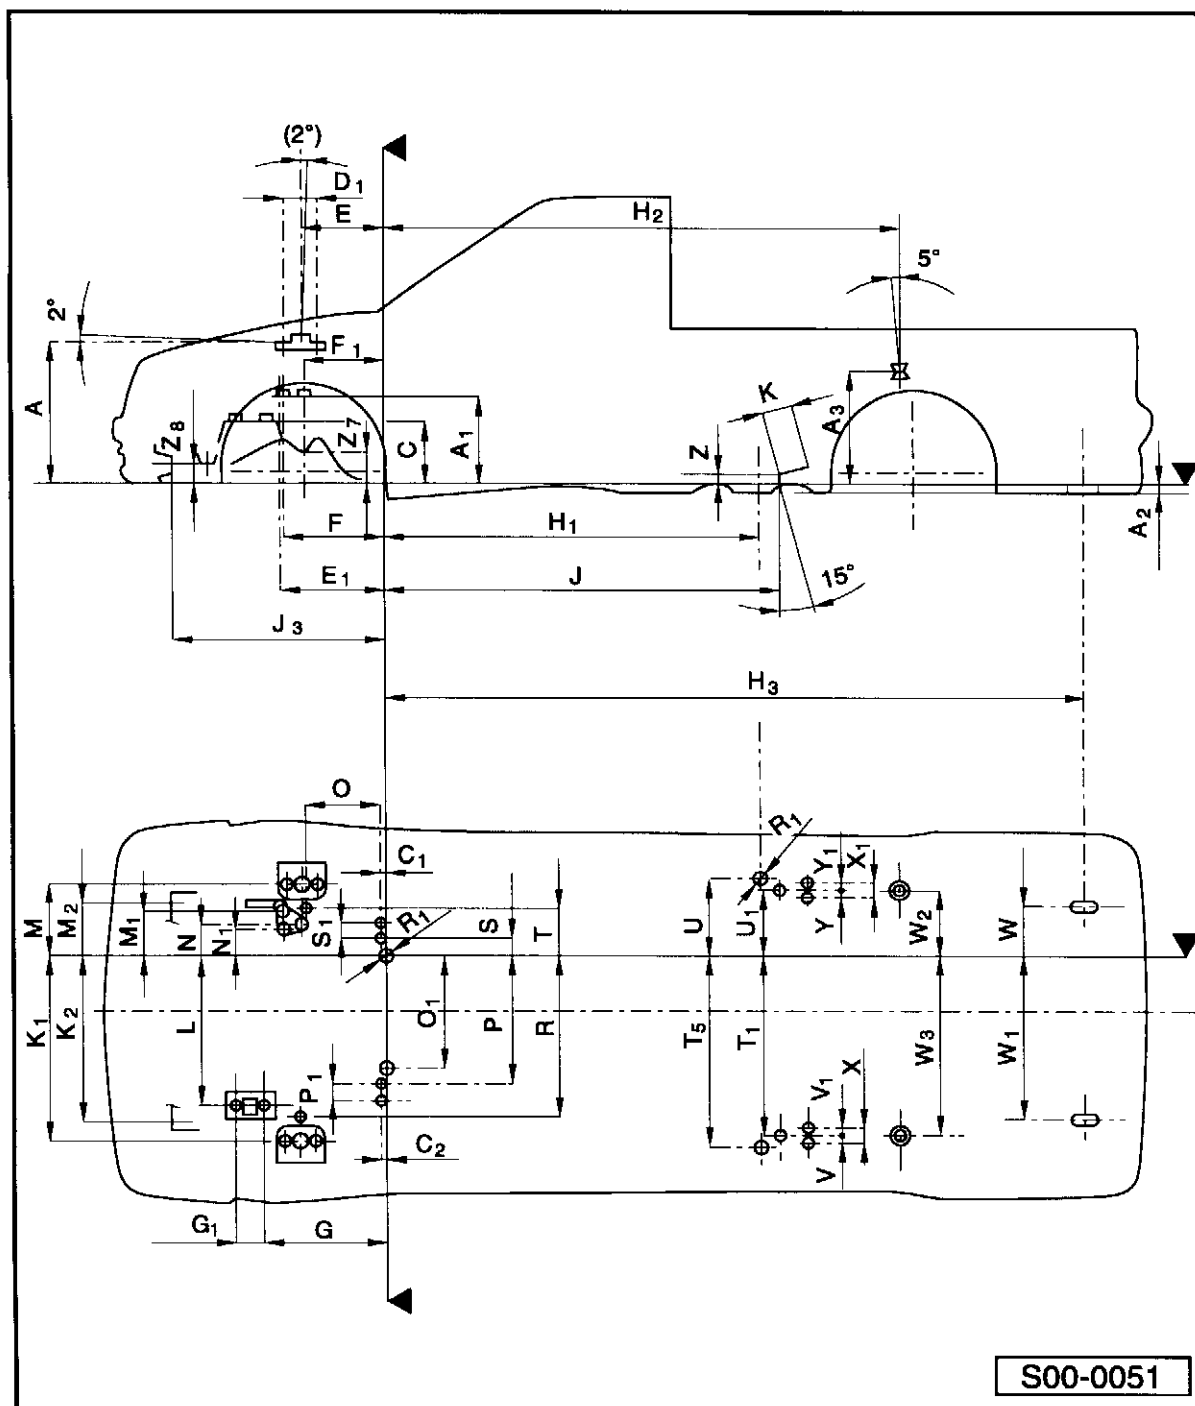 (2°)
D1
E
H2
5°
2°
F1
A
K
A3
Z8
Z7
C
A1
Z
A2
F
H1
E1
J
15°
J3
H3
O
C1
R1
Y1
X1
M
M2
M1
N
N1
S1
R1
S
T
U
U1
Y
W2
W
K1
K2
L
O1
P
R
T5
T1
W3
W1
P1
V1
X
C2
V
G1
G
S00-0051